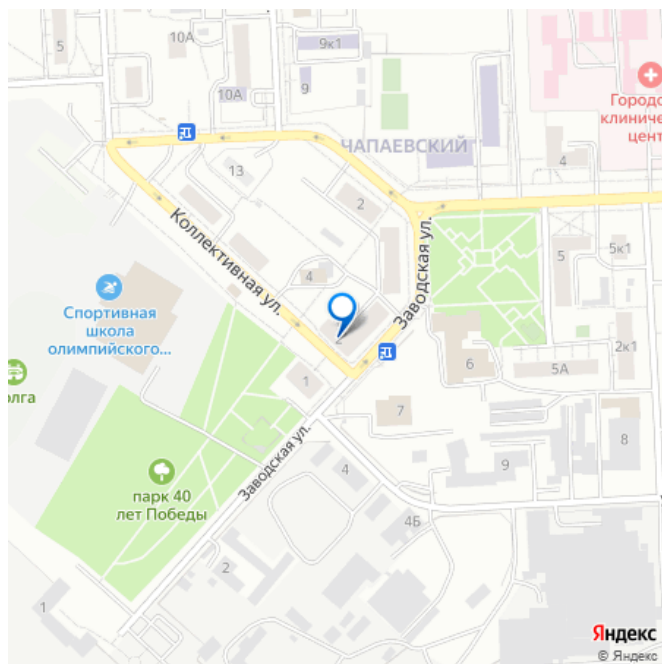 5
10А
9к1
10А
9
ЧАПАЕВСКИЙ
Городс
клиниче
цент
4
13
2
Коллективная ул.
Заводская ул.
4
5
5к1
Спортивная
школа
олимпийского...
2
2к1
6
5А
олга
1
7
8
9
Заводская ул.
4
парк 40
лет Победы
4Б
2
1
Яндекс
© Яндекс